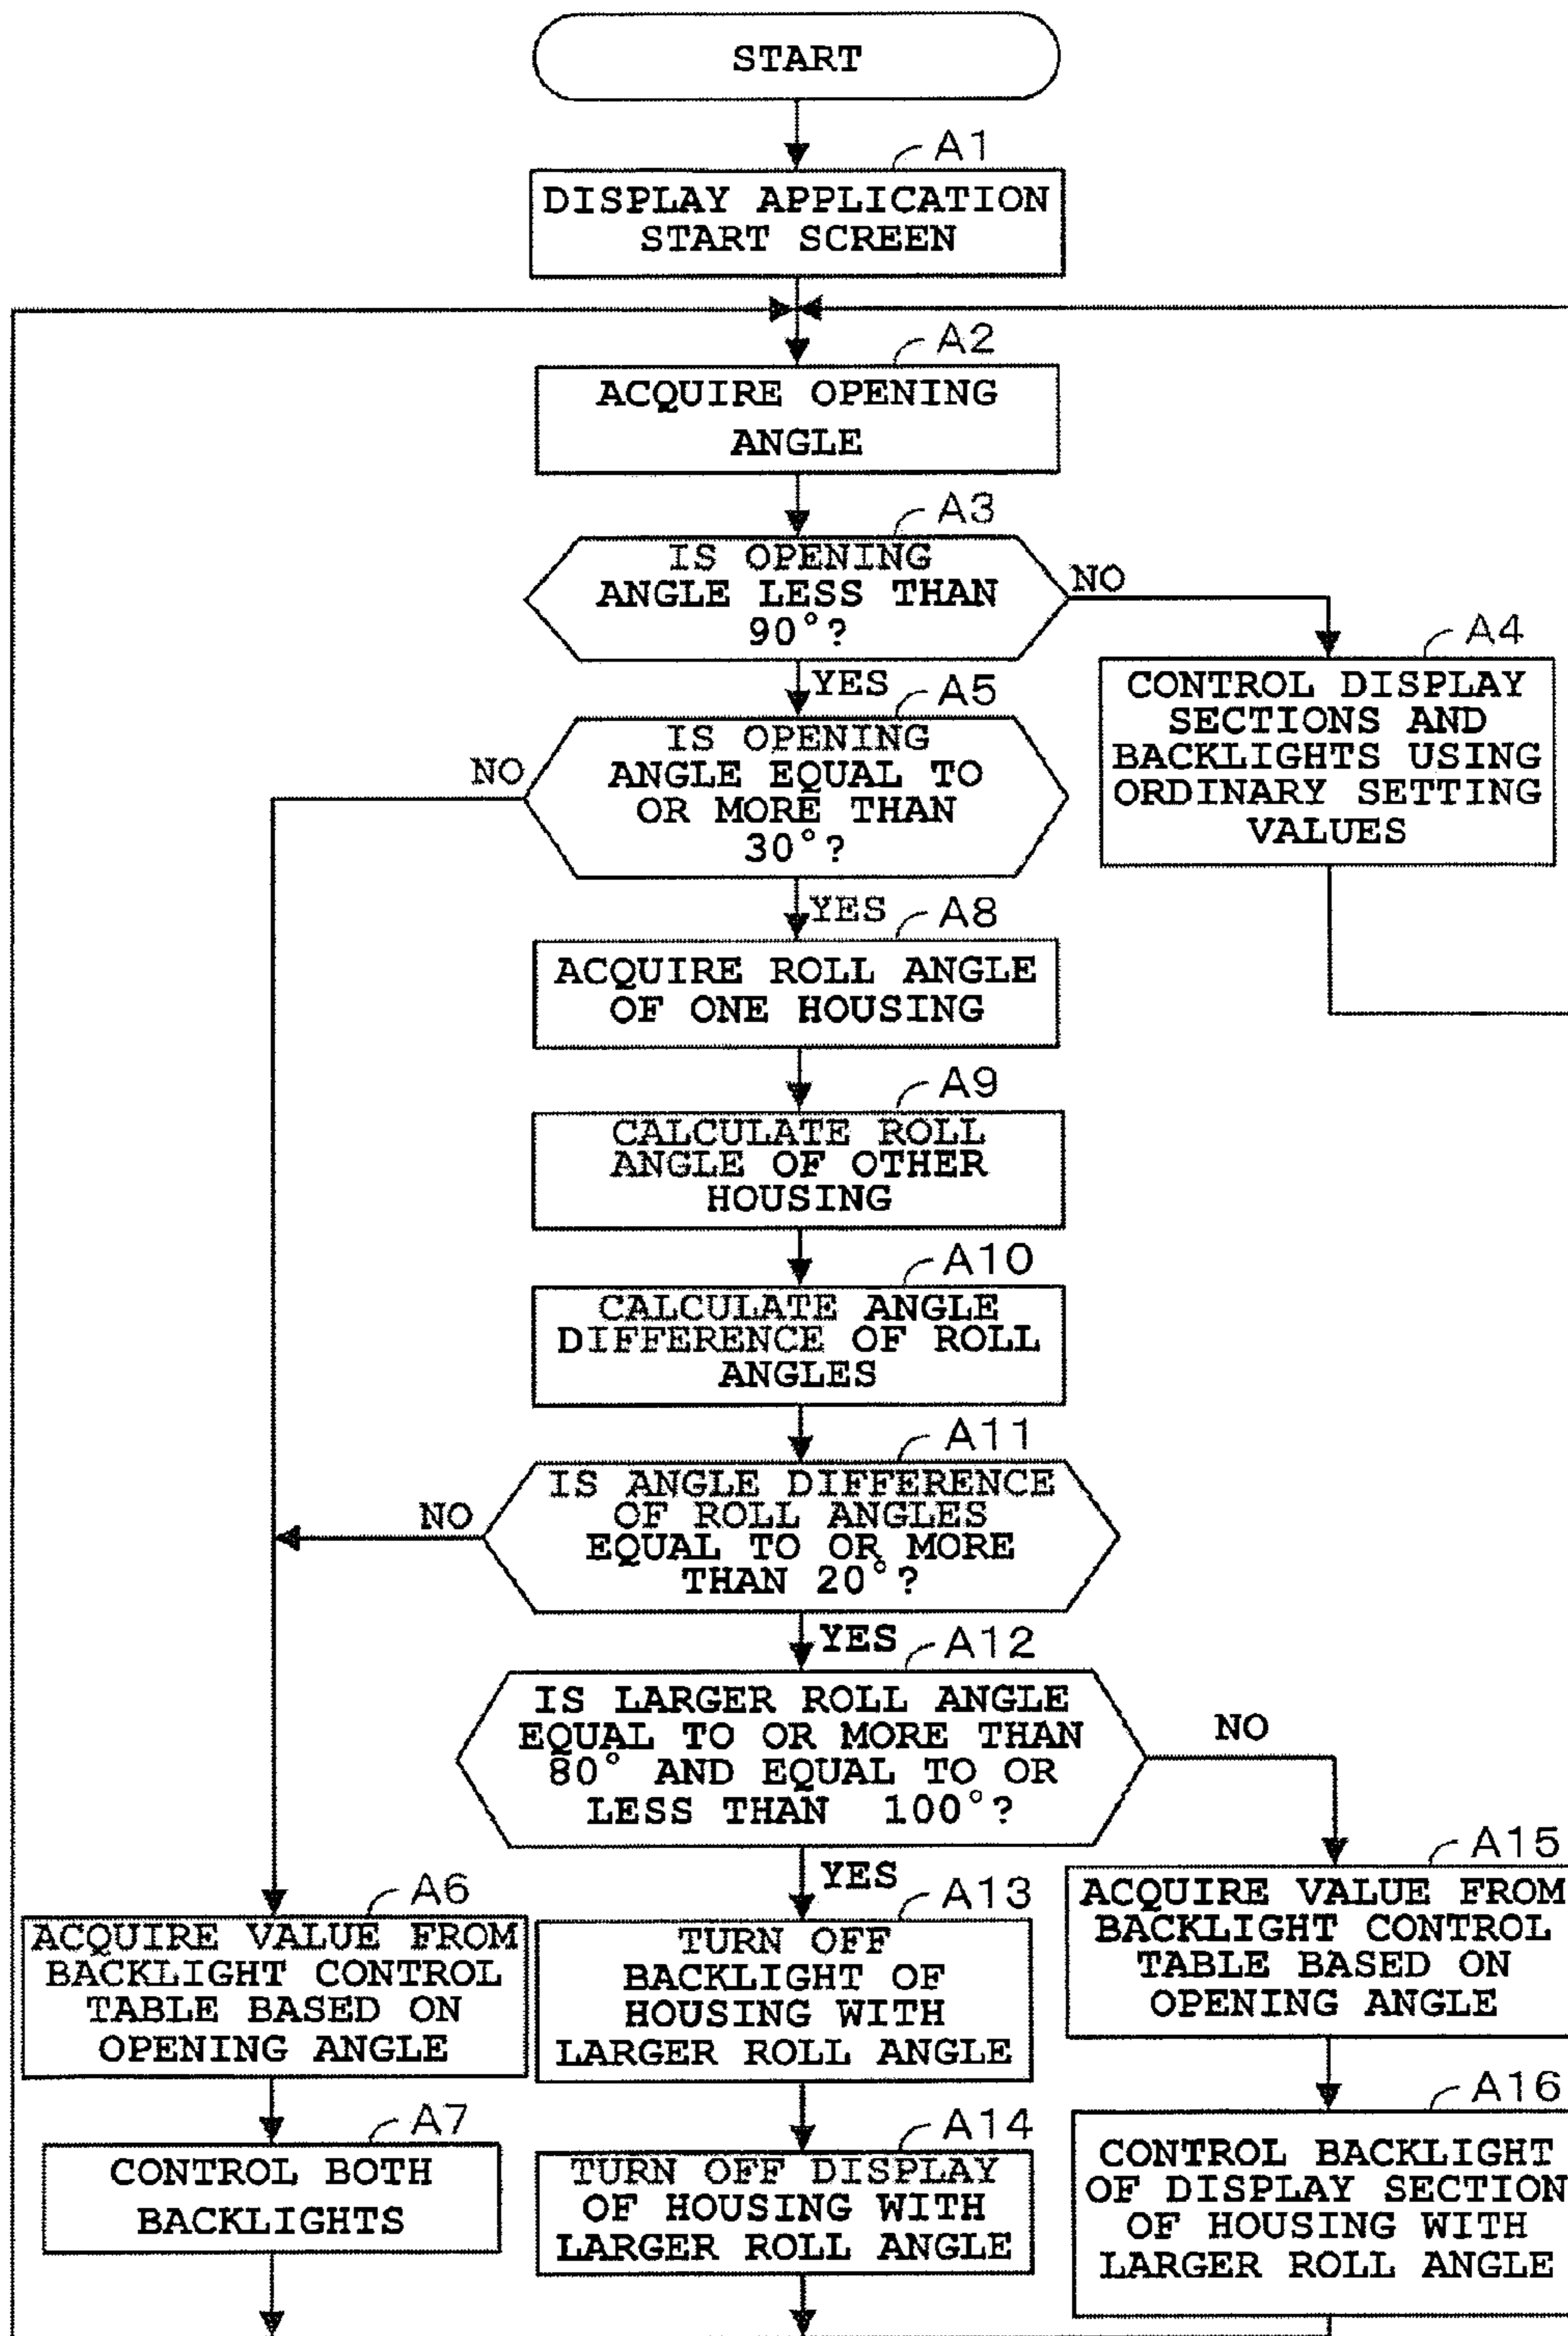 START
A1
DISPLAY APPLICATION
START SCREEN
A2
ACQUIRE OPENING
ANGLE
A3
IS OPENING
ANGLE LESS THAN
90°?
NO
YES
A4
CONTROL DISPLAY
SECTIONS AND
BACKLIGHTS USING
ORDINARY SETTING
VALUES
A5
IS OPENING
ANGLE EQUAL TO
OR MORE THAN
30°?
NO
YES
A8
ACQUIRE ROLL ANGLE
OF ONE HOUSING
A9
CALCULATE ROLL
ANGLE OF OTHER
HOUSING
A10
CALCULATE ANGLE
DIFFERENCE OF ROLL
ANGLES
A11
IS ANGLE DIFFERENCE
OF ROLL ANGLES
EQUAL TO OR MORE
THAN 20°?
NO
YES
A12
IS LARGER ROLL ANGLE
EQUAL TO OR MORE THAN
80° AND EQUAL TO OR
LESS THAN 100°?
NO
YES
A6
ACQUIRE VALUE FROM
BACKLIGHT CONTROL
TABLE BASED ON
OPENING ANGLE
A7
CONTROL BOTH
BACKLIGHTS
A13
TURN OFF
BACKLIGHT OF
HOUSING WITH
LARGER ROLL ANGLE
A14
TURN OFF DISPLAY
OF HOUSING WITH
LARGER ROLL ANGLE
A15
ACQUIRE VALUE FROM
BACKLIGHT CONTROL
TABLE BASED ON
OPENING ANGLE
A16
CONTROL BACKLIGHT
OF DISPLAY SECTION
OF HOUSING WITH
LARGER ROLL ANGLE